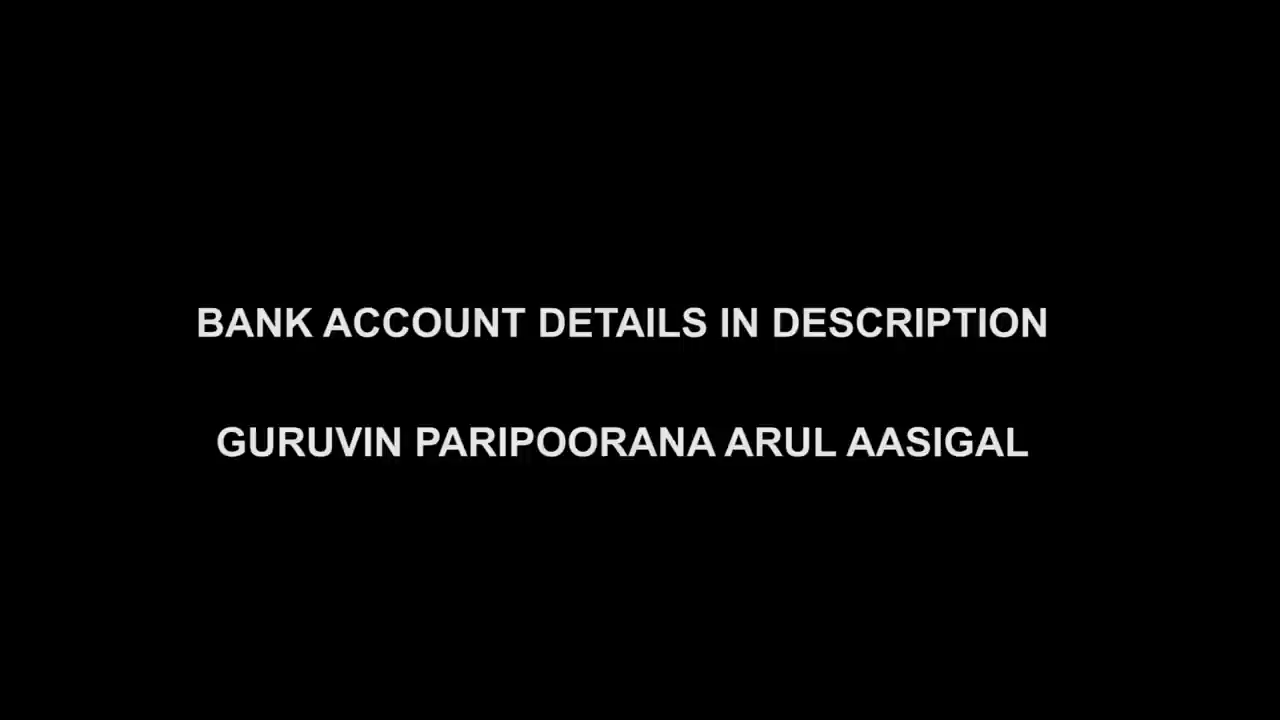 BANK ACCOUNT DETAILS IN DESCRIPTION
GURUVIN PARIPOORANA ARUL AASIGAL